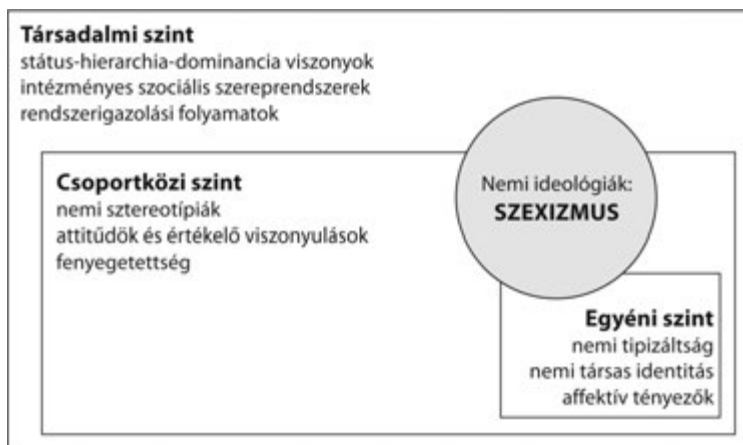 Társadalmi szint
státus-hierarchia-dominancia viszonyok
intézményes szociális szereprendszerek
rendszerigazolási folyamatok
Csoportközi szint
nemi sztereotípiák
attitűdök és értékelő viszonyulások
fenyegetettség
Nemi ideológiák:
SZEXIZMUS
Egyéni szint
nemi tipizáltság
nemi társas identitás
affektív tényezők